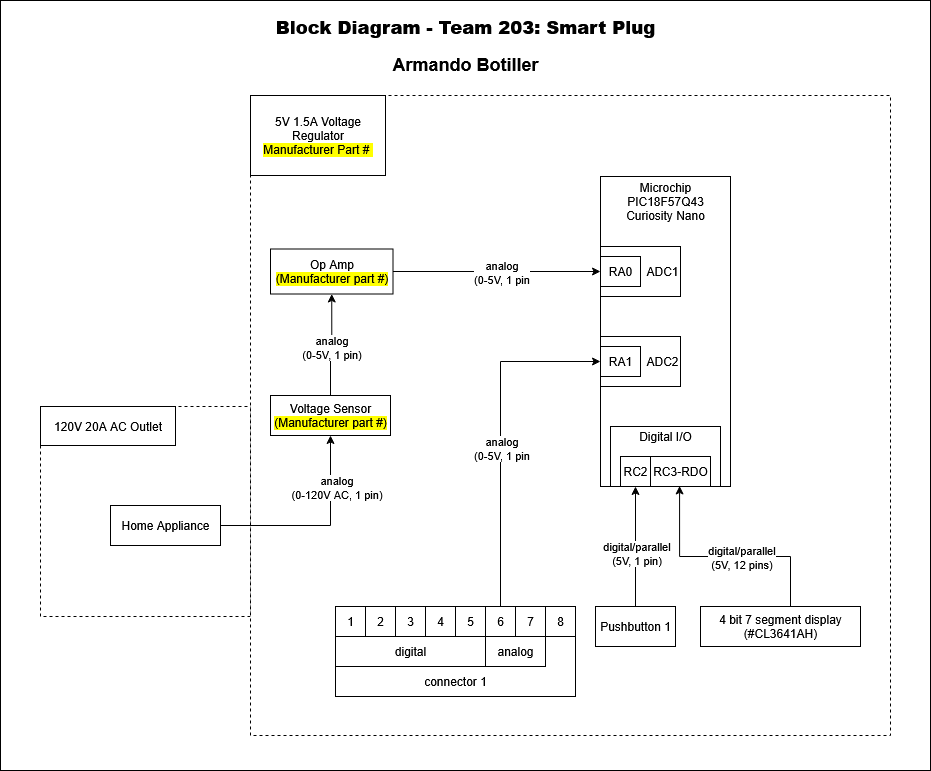 Block Diagram - Team 203: Smart Plug
Armando Botiller
5V 1.5A Voltage
Regulator
Manufacturer Part #
Microchip
PIC18F57Q43
Curiosity Nano
Op Amp
(Manufacturer part #)
analog
(0-5V, 1 pin
RA0
ADC1
analog
(0-5V, 1 pin)
RA1
ADC2
Voltage Sensor
(Manufacturer part #)
120V 20A AC Outlet
analog
(0-5V, 1 pin
Digital I/O
RC2
RC3-RDO
analog
(0-120V AC, 1 pin)
Home Appliance
digital/parallel
(5V, 1 pin)
digital/parallel
(5V, 12 pins)
1 2 3 4 5 6 7 8
digital
analog
connector 1
Pushbutton 1
4 bit 7 segment display
(#CL3641AH)